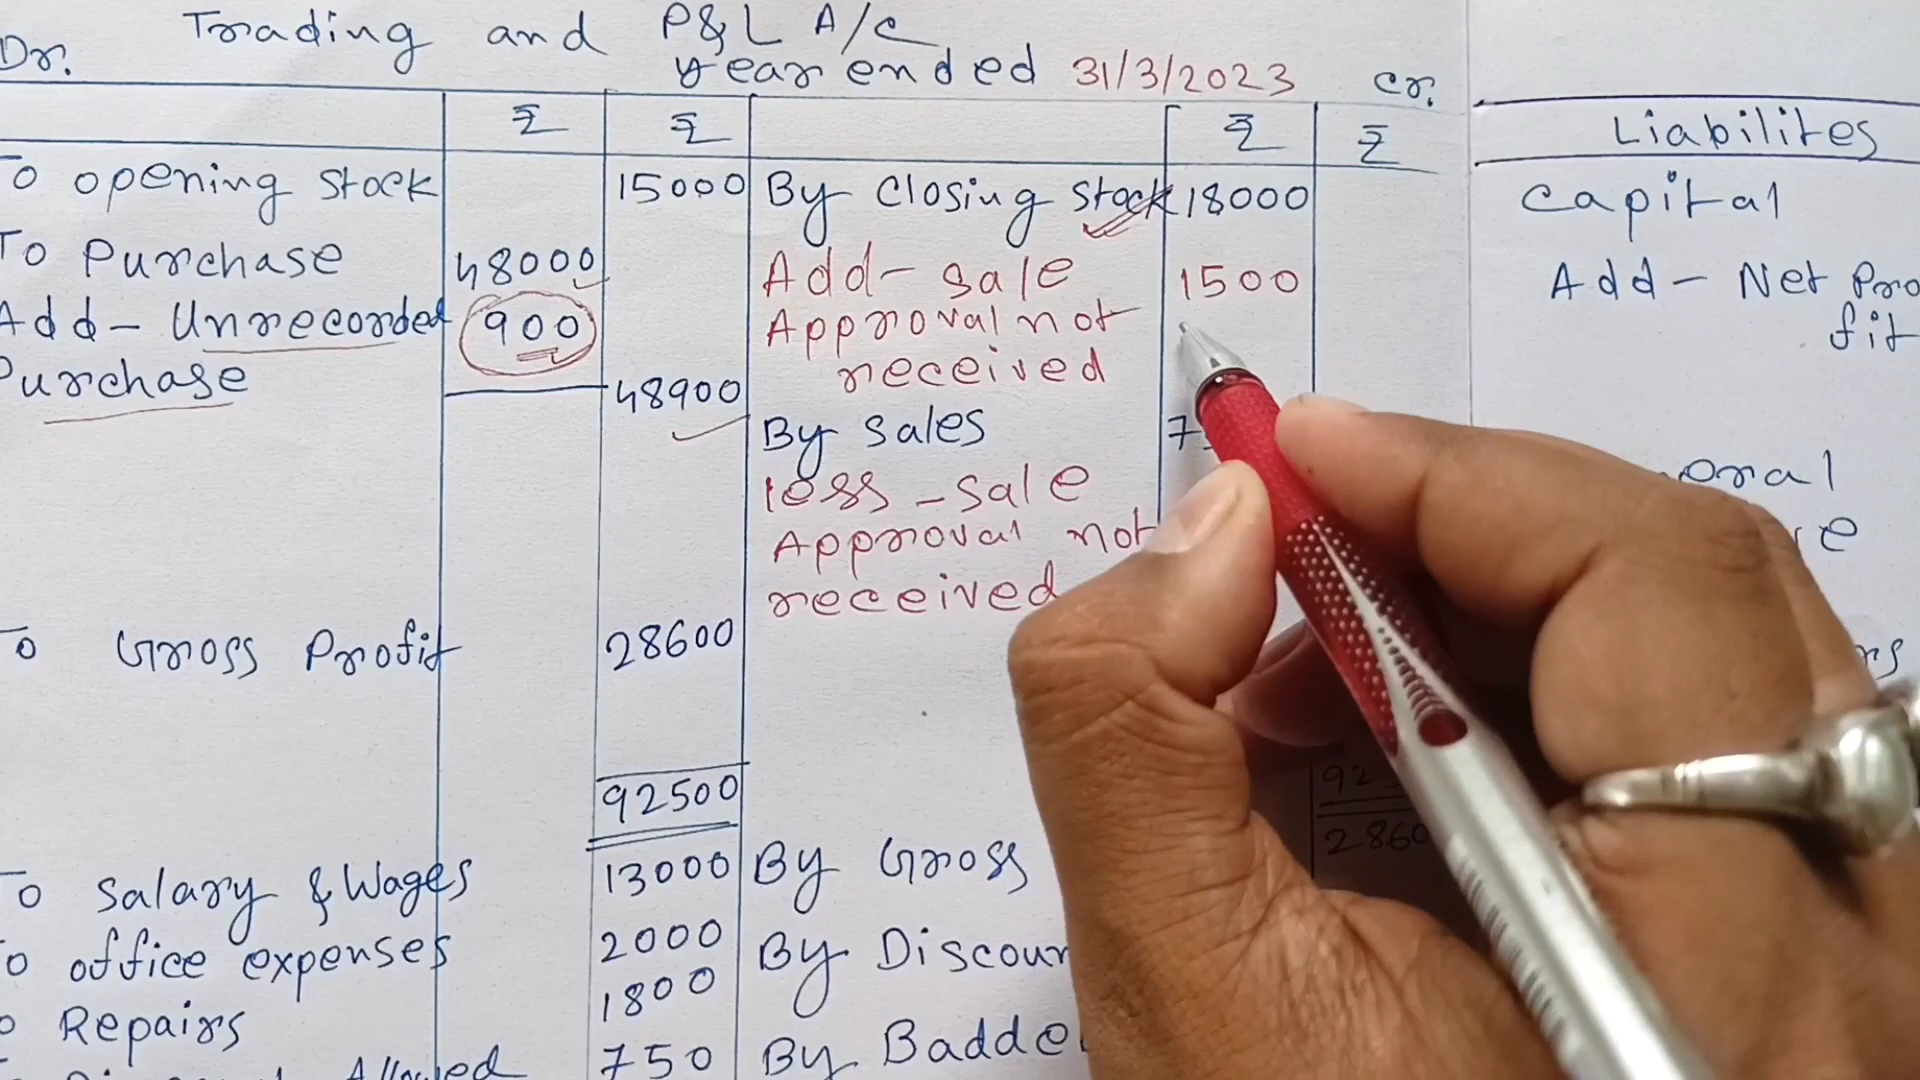 Trading and P&L A/C
Dr. year ended 31/3/2023 Cr.
₹ ₹ ₹ ₹
To opening stock 15000 By Closing Stock 18000
To Purchase 48000 Add - Sale 1500
Add - Unrecorded 900 Approval not
Purchase received
48900
By Sales
less - Sale
Approval not
received
To Gross Profit 28600
92500
2860
To Salary & Wages 13000 By Gross
To office expenses 2000 By Discoun
To Repairs 1800
750 By Badde
Allowed
Liabilites
Capital
Add - Net Pro
fit